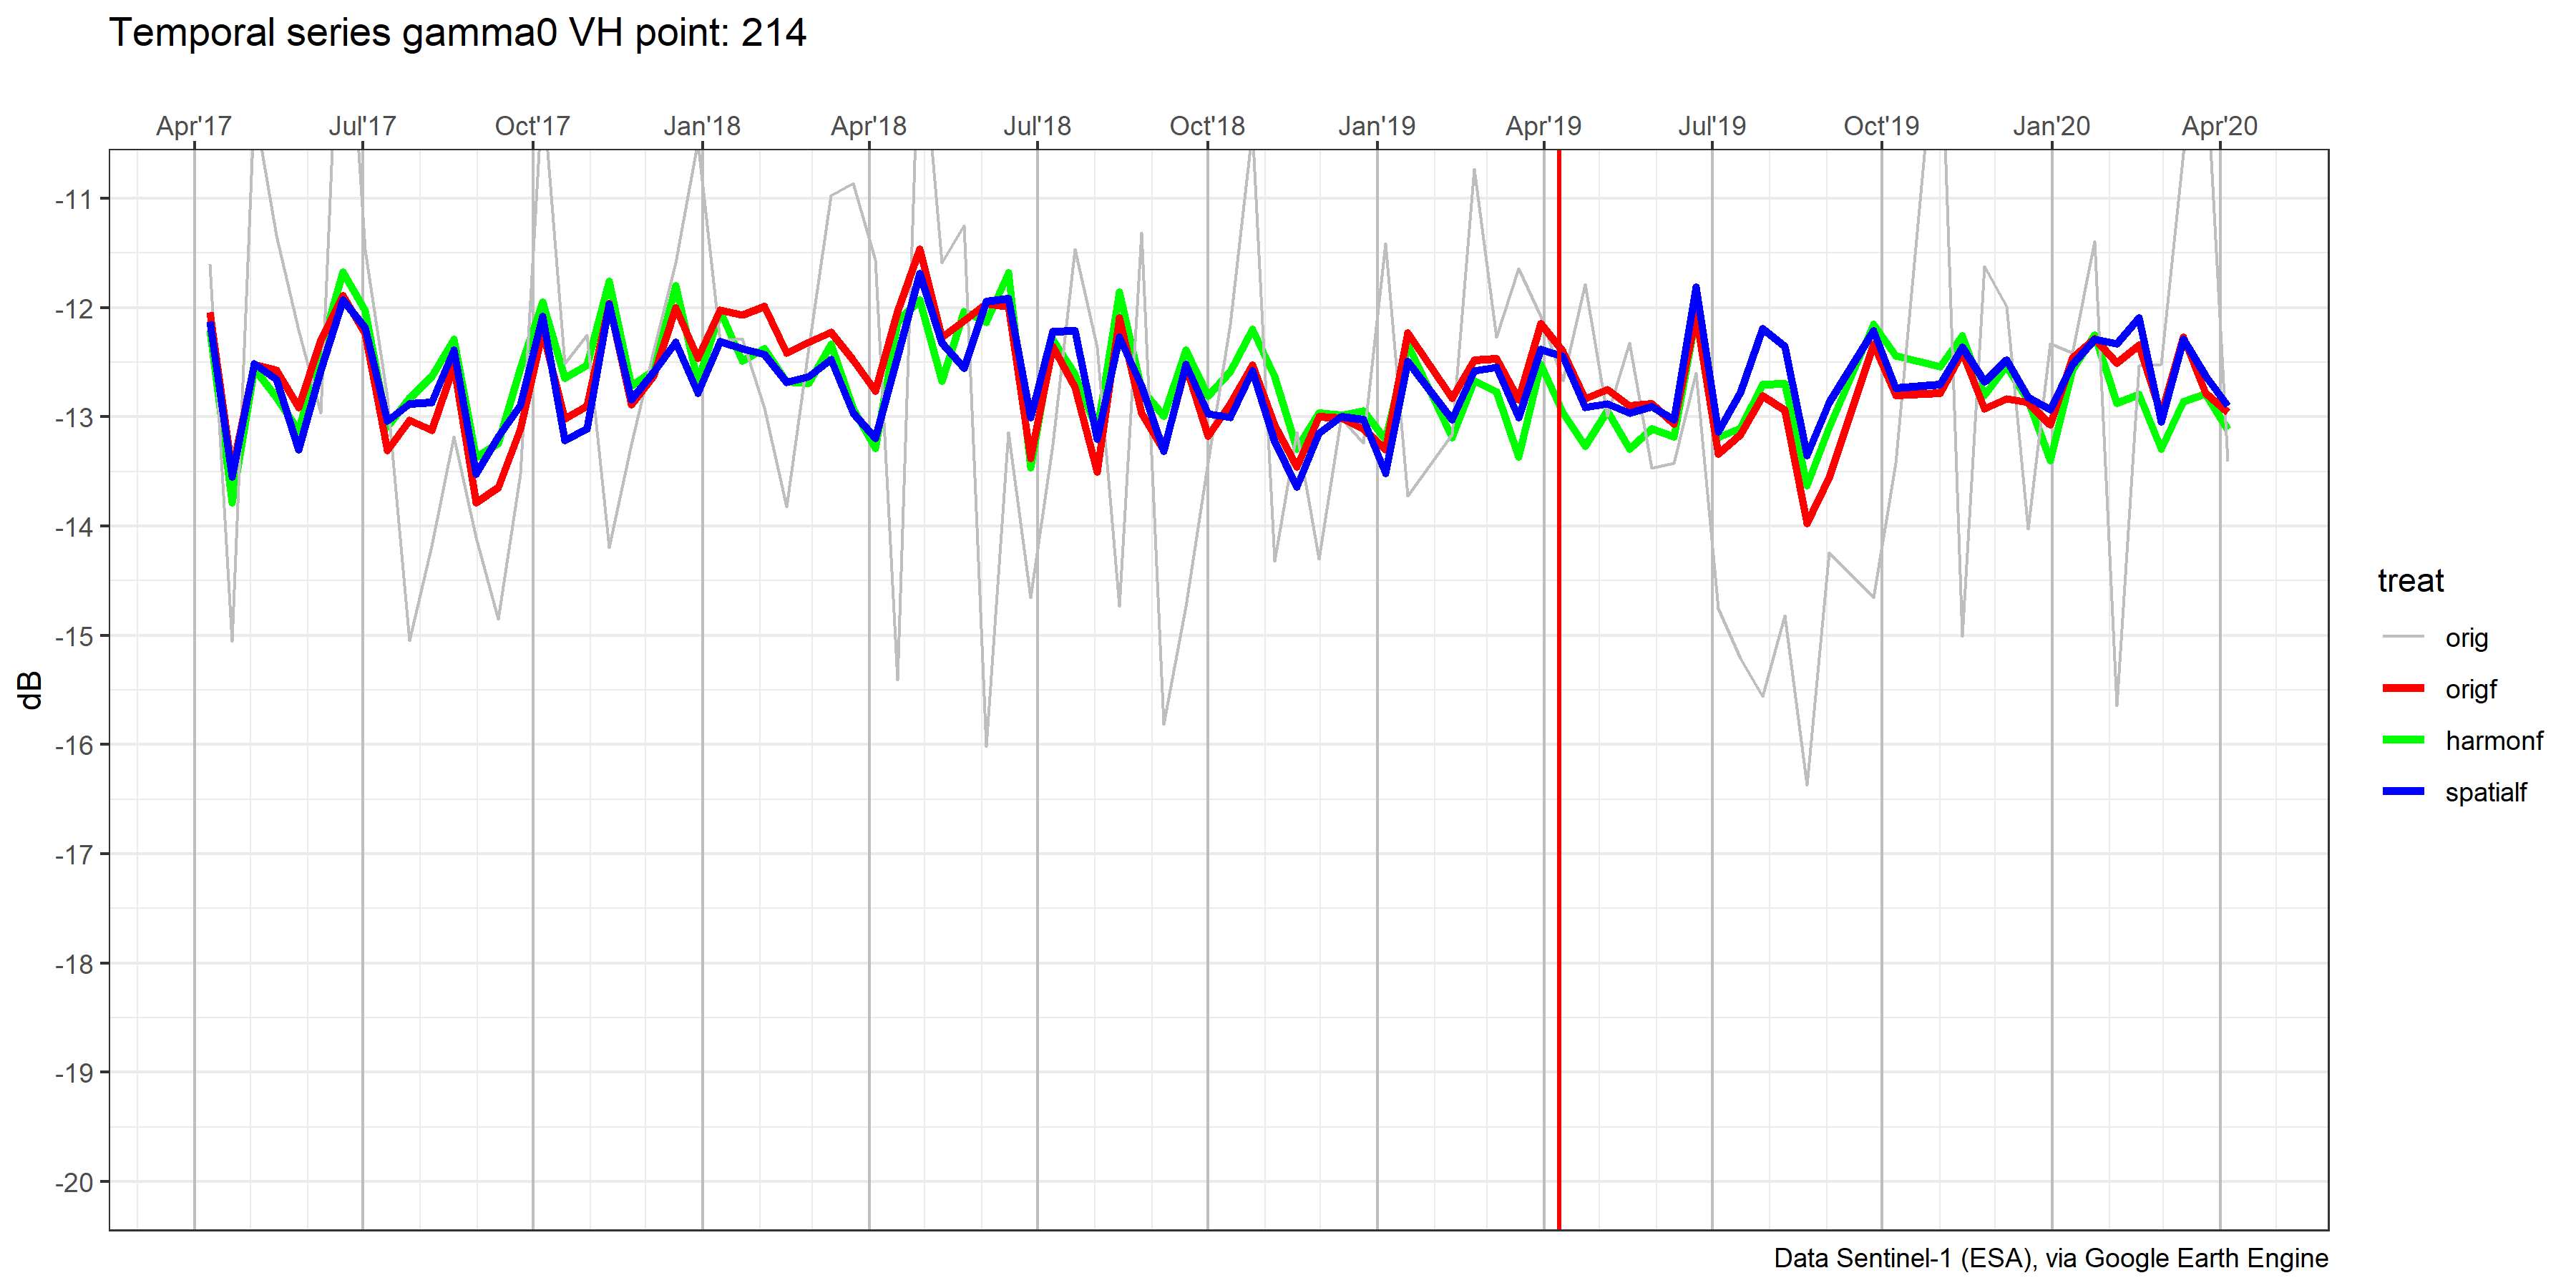 Temporal series gamma0 VH point: 214
Apr'17 Jul'17 Oct'17 Jan'18 Apr'18 Jul'18 Oct'18 Jan'19 Apr'19 Jul'19 Oct'19 Jan'20 Apr'20
-11
-12
-13
-14
-15
-16
-17
-18
-19
-20
dB
treat
orig
origf
harmonf
spatialf
Data Sentinel-1 (ESA), via Google Earth Engine